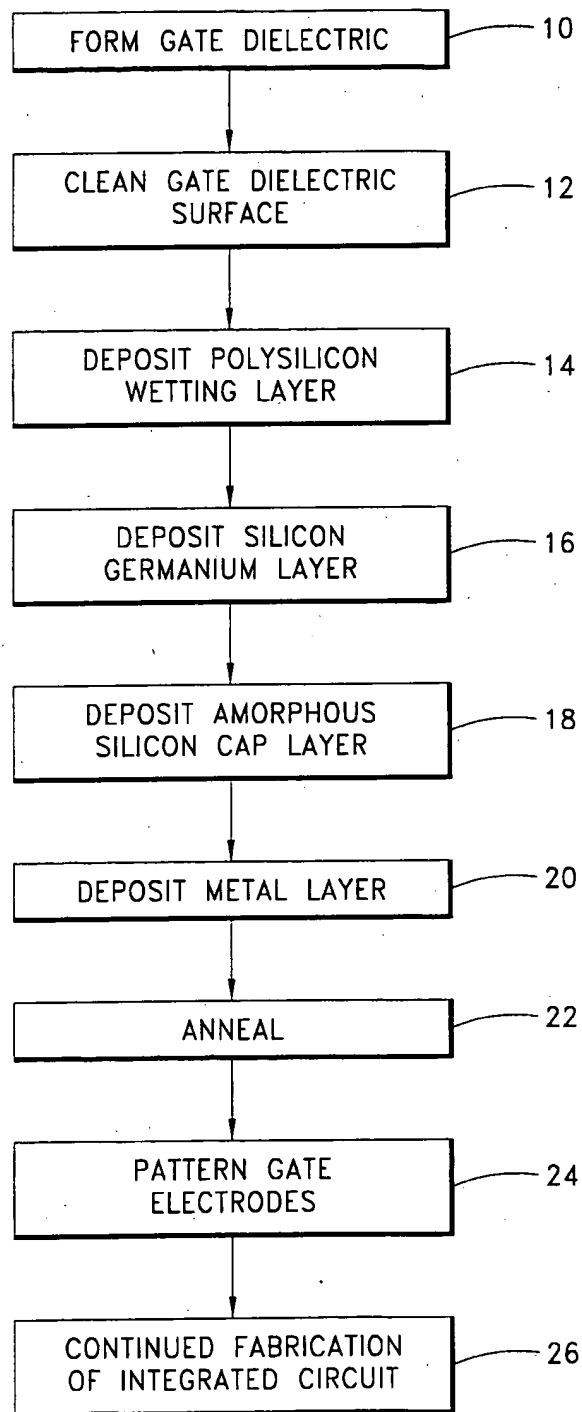 FORM GATE DIELECTRIC
10
CLEAN GATE DIELECTRIC
SURFACE
12
DEPOSIT POLYSILICON
WETTING LAYER
14
DEPOSIT SILICON
GERMANIUM LAYER
16
DEPOSIT AMORPHOUS
SILICON CAP LAYER
18
DEPOSIT METAL LAYER
20
ANNEAL
22
PATTERN GATE
ELECTRODES
24
CONTINUED FABRICATION
OF INTEGRATED CIRCUIT
26